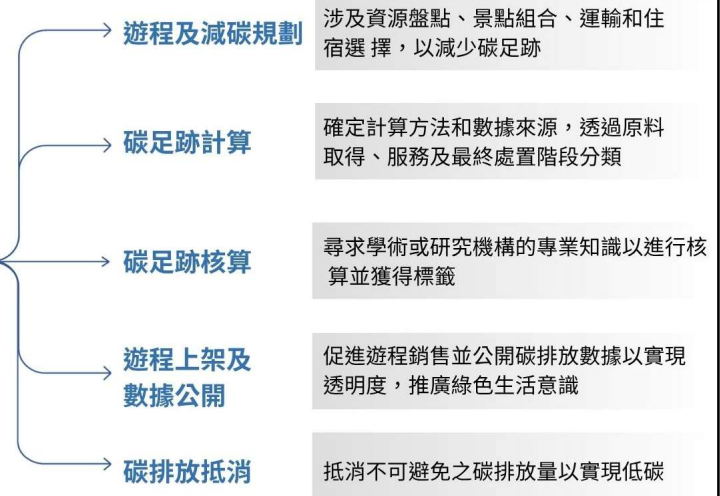 遊程及減碳規劃
涉及資源盤點、景點組合、運輸和住
宿選 擇，以減少碳足跡
碳足跡計算
確定計算方法和數據來源，透過原料
取得、服務及最終處置階段分類
碳足跡核算
尋求學術或研究機構的專業知識以進行核
算並獲得標籤
遊程上架及
數據公開
促進遊程銷售並公開碳排放數據以實現
透明度，推廣綠色生活意識
碳排放抵消
抵消不可避免之碳排放量以實現低碳